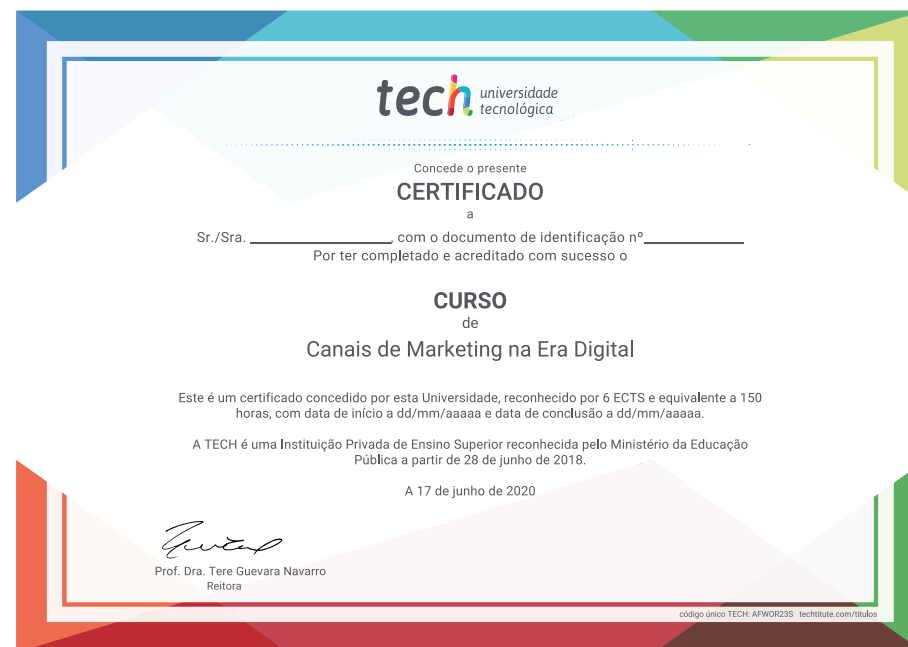 tech universidade
tecnológica
Concede o presente
CERTIFICADO
a
Sr./Sra. ____________________, com o documento de identificação nº______________
Por ter completado e acreditado com sucesso o
CURSO
de
Canais de Marketing na Era Digital
Este é um certificado concedido por esta Universidade, reconhecido por 6 ECTS e equivalente a 150
horas, com data de início a dd/mm/aaaaa e data de conclusão a dd/mm/aaaaa.
A TECH é uma Instituição Privada de Ensino Superior reconhecida pelo Ministério da Educação
Pública a partir de 28 de junho de 2018.
A 17 de junho de 2020
Prof. Dra. Tere Guevara Navarro
Reitora
código único TECH: AFWOR23S techtitute.com/titulos